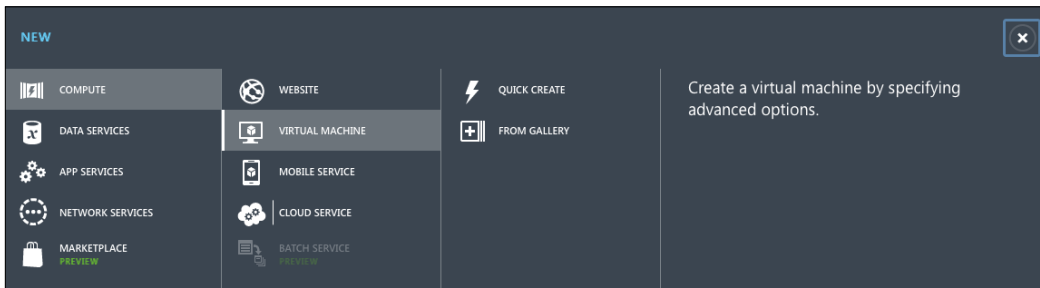 NEW
COMPUTE
DATA SERVICES
APP SERVICES
NETWORK SERVICES
MARKETPLACE
PREVIEW
WEBSITE
VIRTUAL MACHINE
MOBILE SERVICE
CLOUD SERVICE
BATCH SERVICE
PREVIEW
QUICK CREATE
FROM GALLERY
Create a virtual machine by specifying
advanced options.